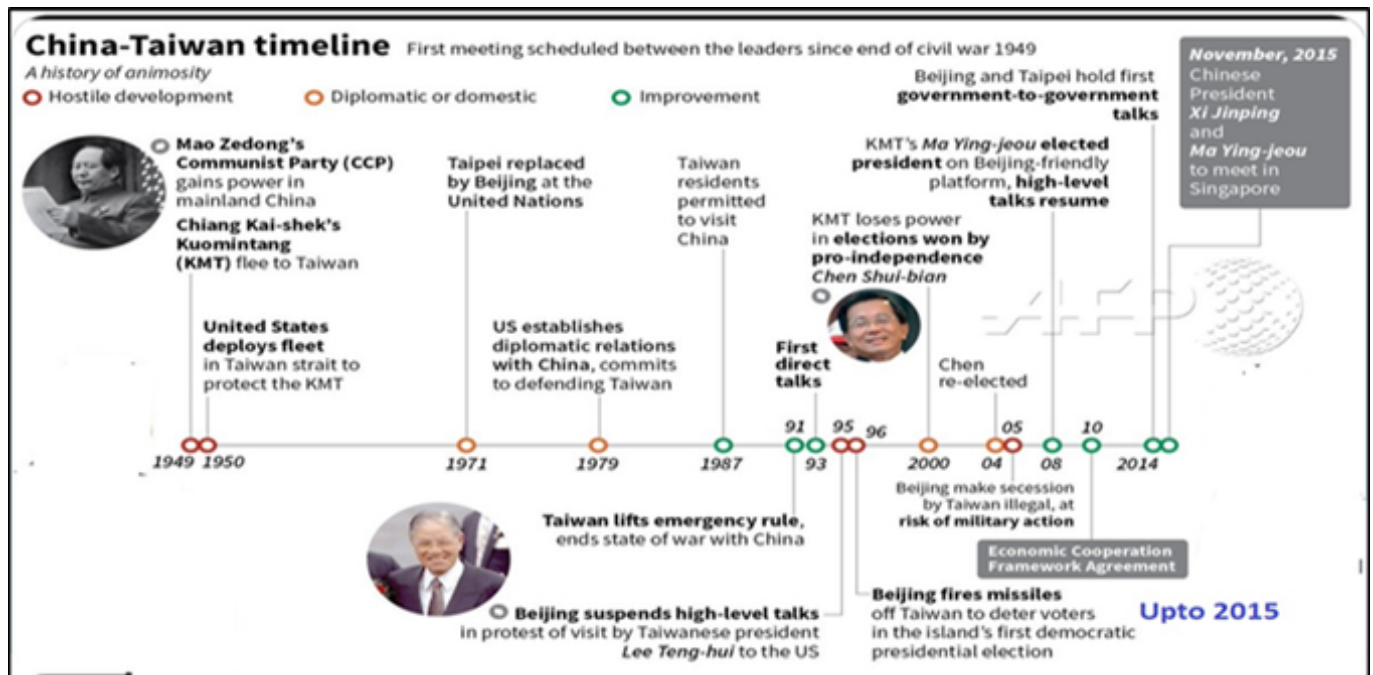 China-Taiwan timeline First meeting scheduled between the leaders since end of civil war 1949
A history of animosity
Hostile development Diplomatic or domestic Improvement
Mao Zedong's
Communist Party (CCP)
gains power in
mainland China
Chiang Kai-shek's
Kuomintang
(KMT) flee to Taiwan
United States
deploys fleet
in Taiwan strait to
protect the KMT
Taipei replaced
by Beijing at the
United Nations
US establishes
diplomatic relations
with China, commits
to defending Taiwan
Taiwan
residents
permitted
to visit
China
First
direct
talks
KMT loses power
in elections won by
pro-independence
Chen Shui-bian
Chen
re-elected
KMT's Ma Ying-jeou elected
president on Beijing-friendly
platform, high-level
talks resume
Beijing and Taipei hold first
government-to-government
talks
November, 2015
Chinese
President
Xi Jinping
and
Ma Ying-jeou
to meet in
Singapore
AFP
91 95 96 05 10
1949 1950 1971 1979 1987 93 2000 04 08 2014
Taiwan lifts emergency rule,
ends state of war with China
Beijing suspends high-level talks
in protest of visit by Taiwanese president
Lee Teng-hui to the US
Beijing fires missiles
off Taiwan to deter voters
in the island's first democratic
presidential election
Beijing make secession
by Taiwan illegal, at
risk of military action
Economic Cooperation
Framework Agreement
Upto 2015